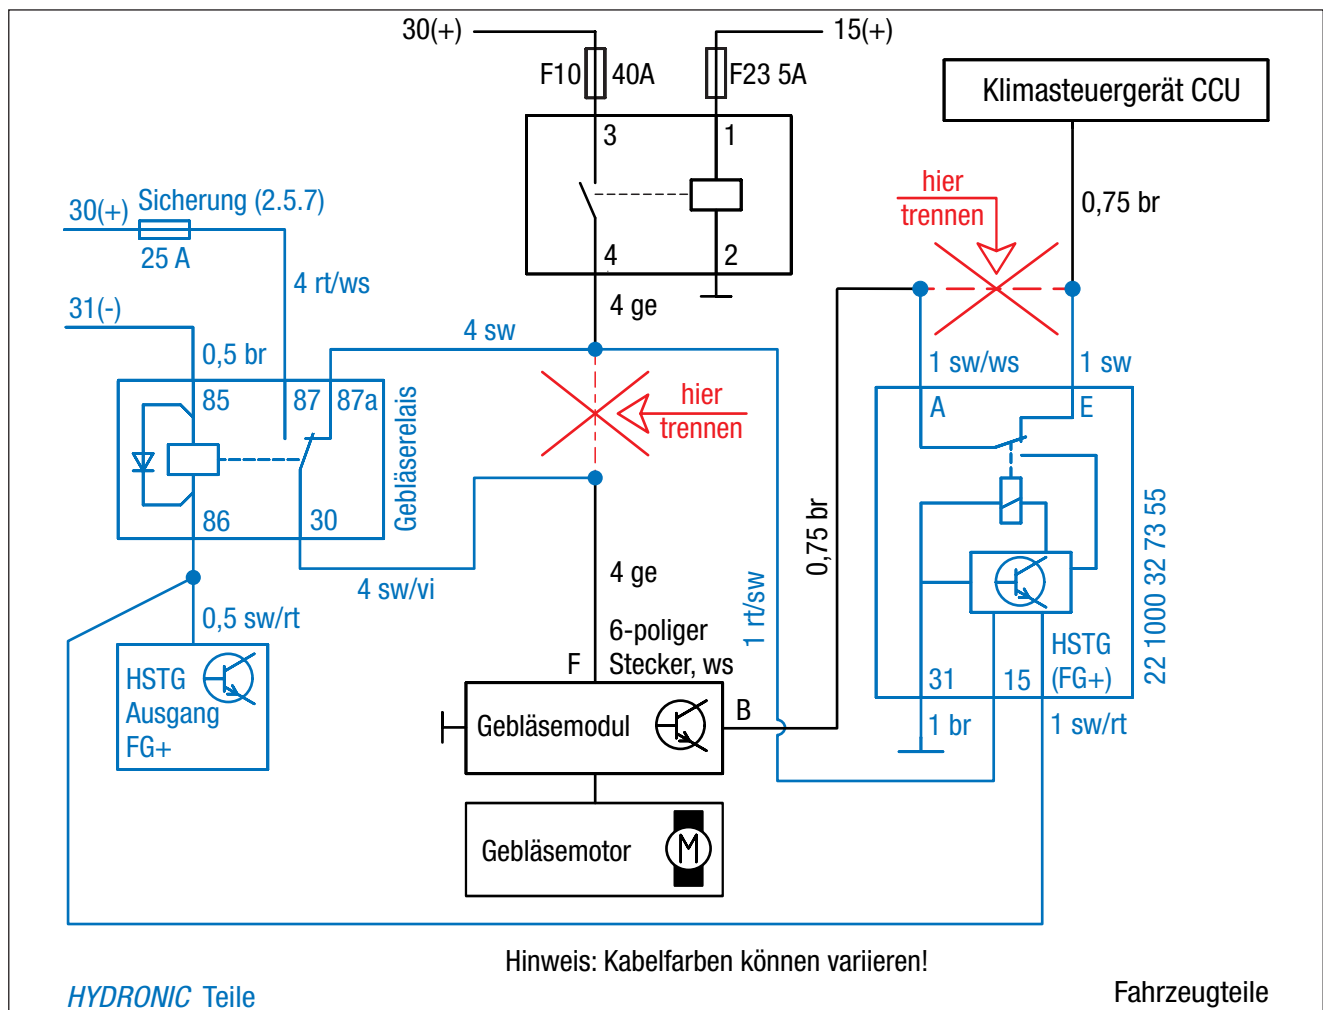 30(+)
15(+)
F10 40A
F23 5A
Klimasteuergerät CCU
3
1
4
2
hier
trennen
0,75 br
Sicherung (2.5.7)
30(+)
25 A
4 rt/ws
31(-)
0,5 br
4 sw
4 ge
1 sw/ws
1 sw
85
87
87a
86
30
Gebläserelais
hier
trennen
A
E
22 1000 32 73 55
4 sw/vi
4 ge
0,75 br
1 rt/sw
0,5 sw/rt
HSTG
Ausgang
FG+
6-poliger
Stecker, ws
F
B
Gebläsemodul
HSTG
(FG+)
31
15
1 br
1 sw/rt
Gebläsemotor
M
Hinweis: Kabelfarben können variieren!
HYDRONIC Teile
Fahrzeugteile